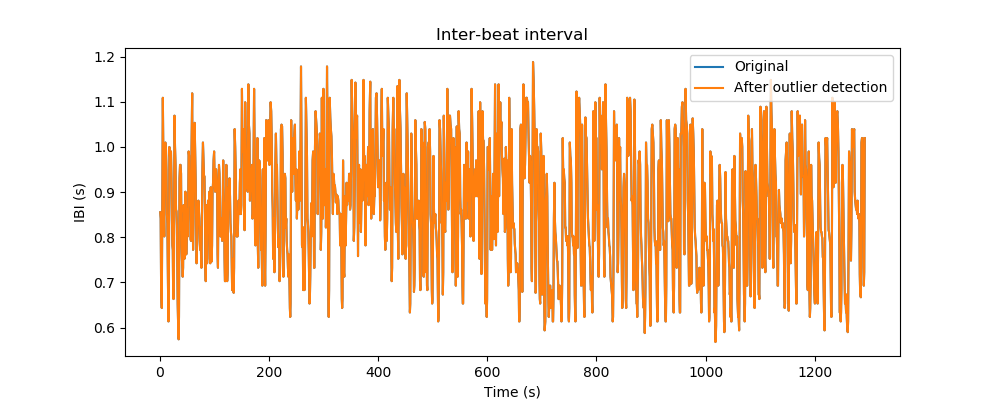 Inter-beat interval
Original
After outlier detection
IBI (s)
1.2
1.1
1.0
0.9
0.8
0.7
0.6
0
200
400
600
800
1000
1200
Time (s)